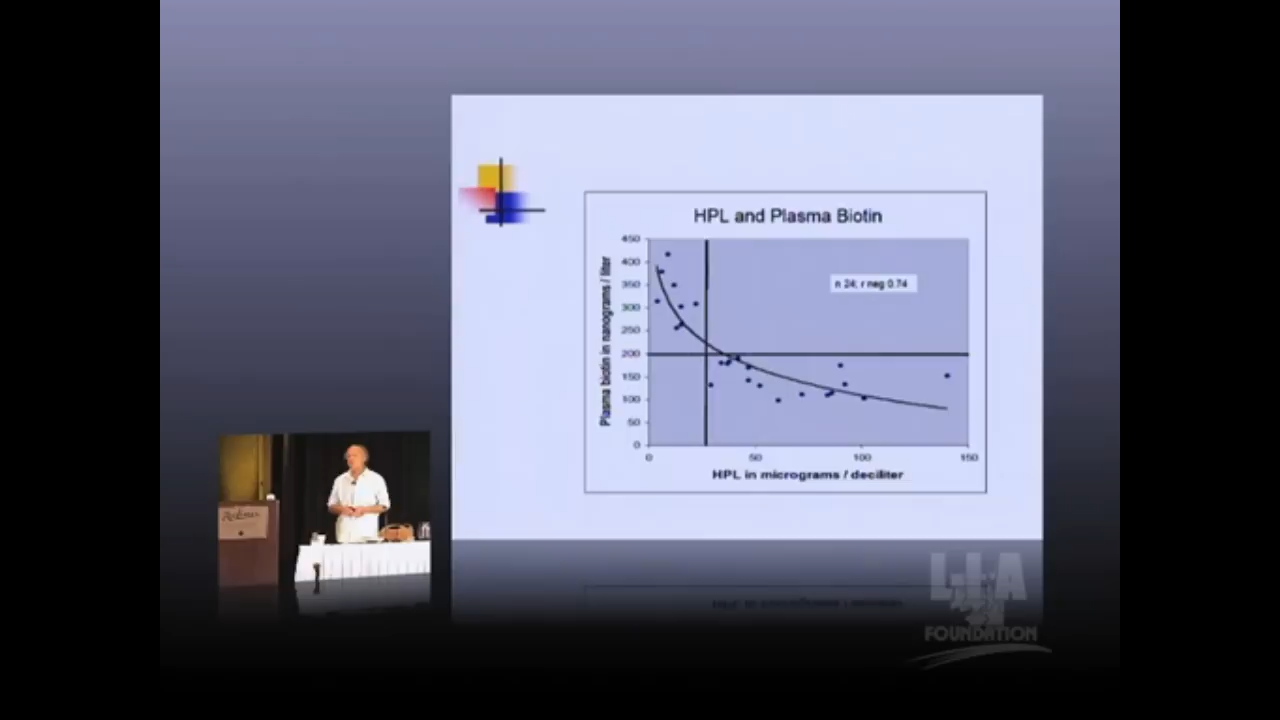 HPL and Plasma Biotin
Plasma biotin in nanograms / liter
450
400
350
300
250
200
150
100
50
0
n 24; r neg 0.74
0
50
100
150
HPL in micrograms / deciliter
L.I.A
FOUNDATION